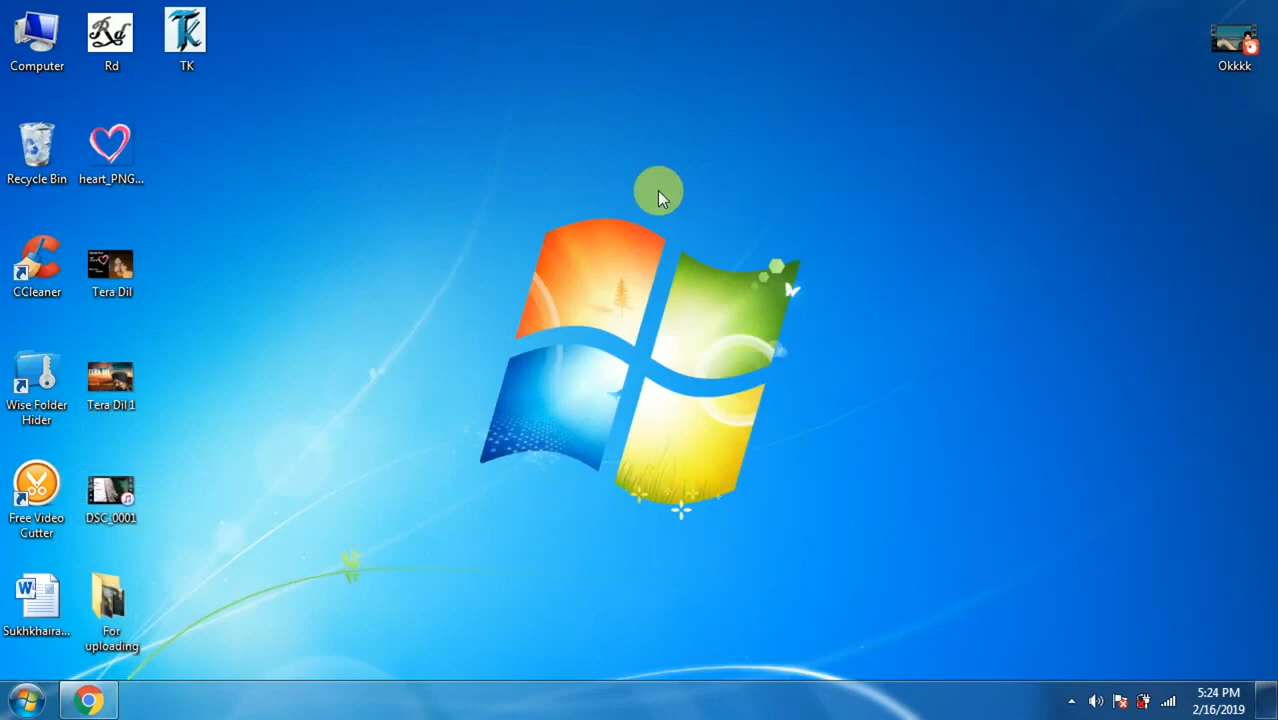 Computer
Rd
TK
Okkkk
Recycle Bin
heart_PNG...
CCleaner
Tera Dil
Wise Folder
Hider
Tera Dil 1
Free Video
Cutter
DSC_0001
Sukhkhaira...
For
uploading
5:24 PM
2/16/2019